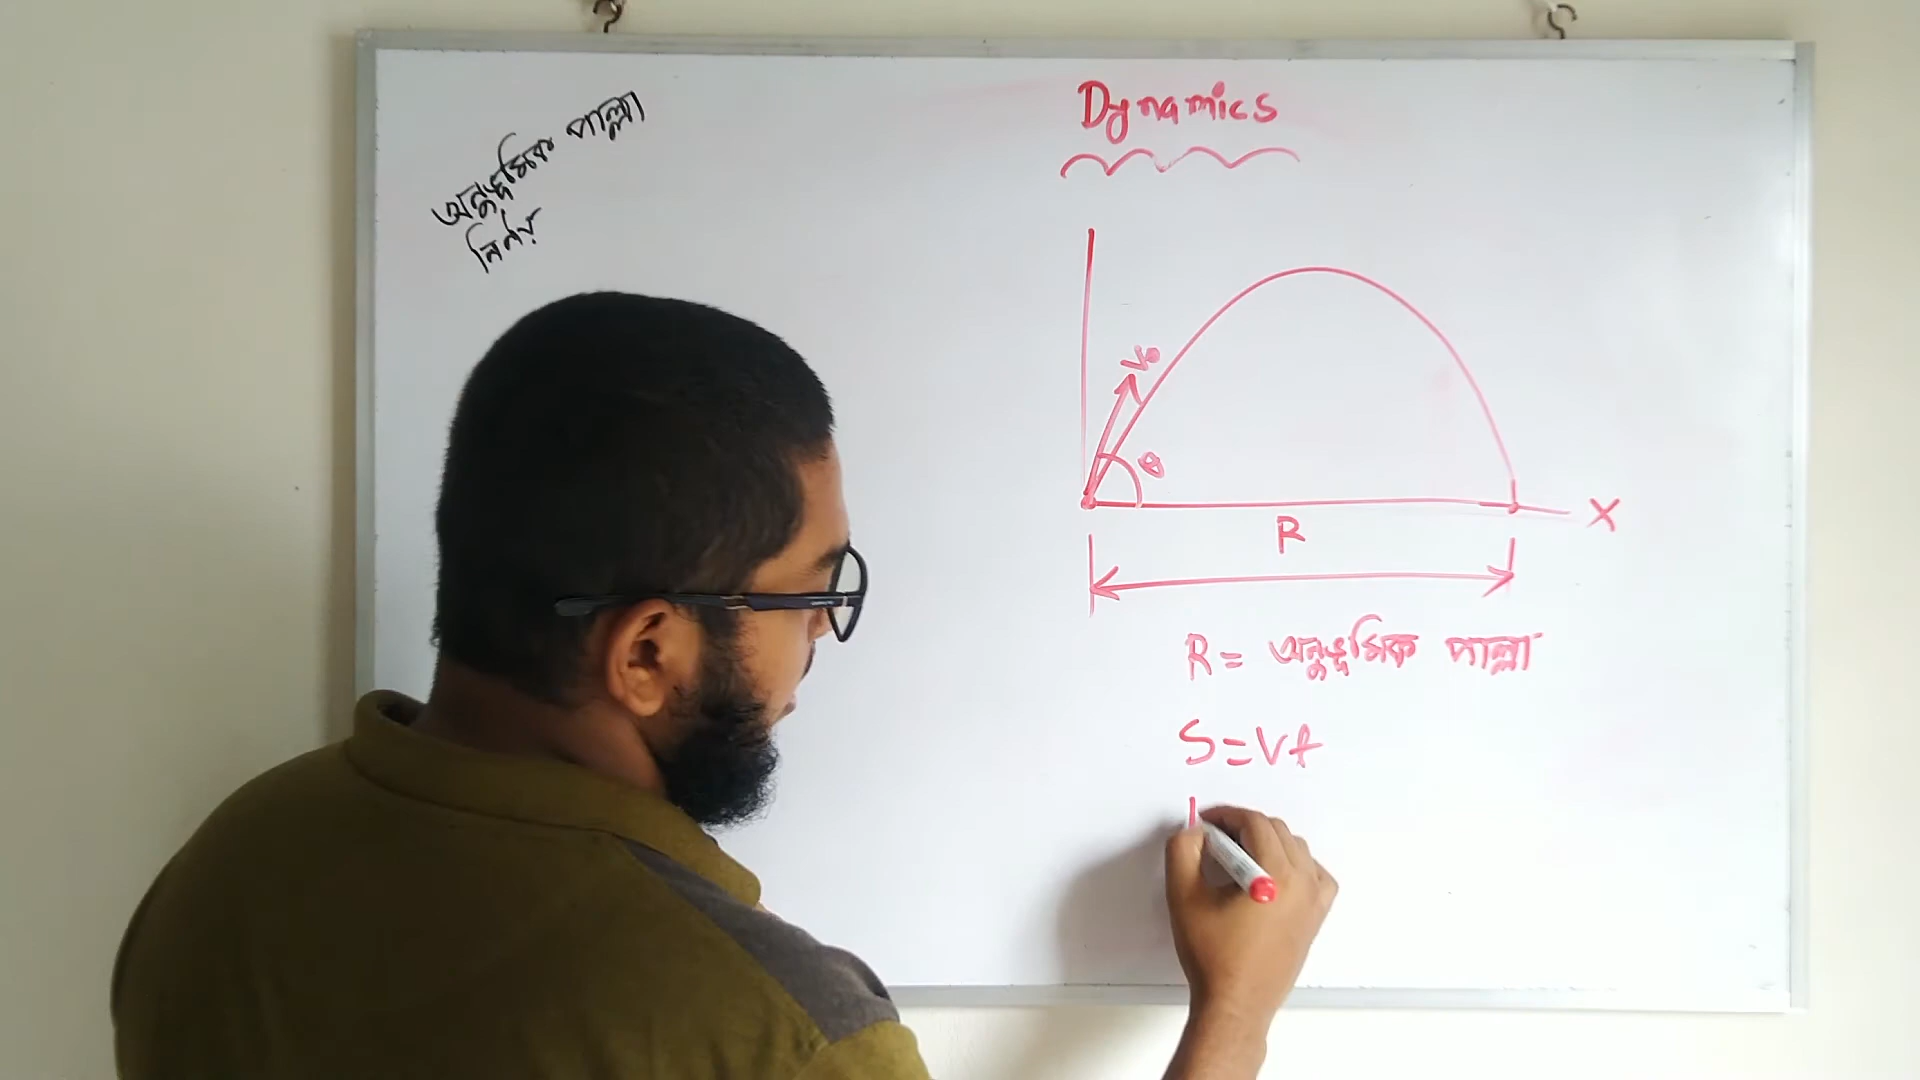 অনুভূমিক পাল্লা
নির্ণয়
Dynamics
V₀
θ
X
R
R = অনুভূমিক পাল্লা
S = Vt